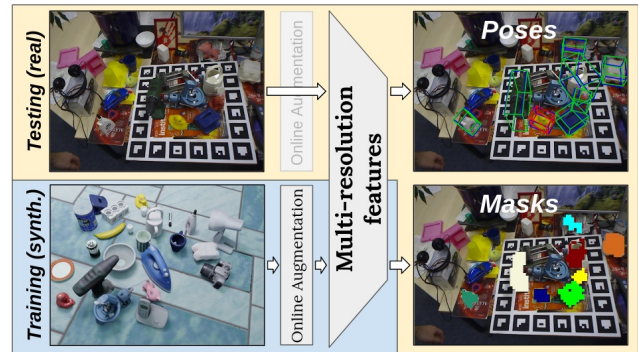 Testing (real)
Online Augmentation
Poses
Multi-resolution
features
Training (synth.)
Online Augmentation
Masks